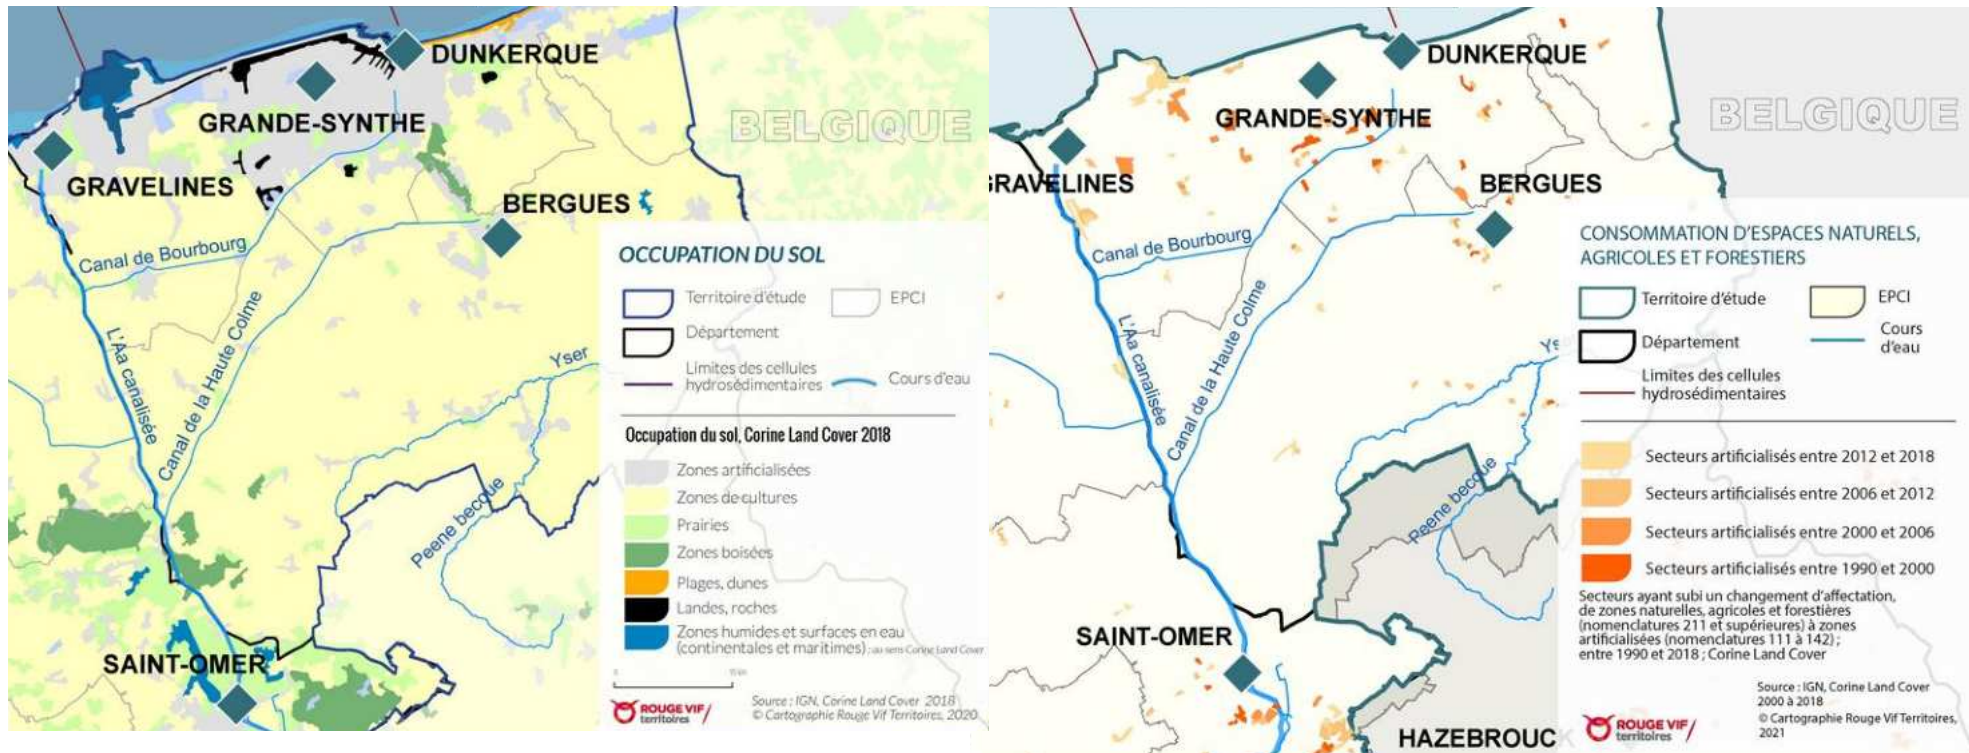 DUNKERQUE
GRANDE-SYNTHE
BELGIQUE
GRAVELINES
BERGUES
Canal de Bourbourg
L'Aa canalisée
Canal de la Haute Colme
Yser
Peene becque
SAINT-OMER
OCCUPATION DU SOL
Territoire d'étude
EPCI
Département
Limites des cellules
hydrosédimentaires
Cours d'eau
Occupation du sol, Corine Land Cover 2018
Zones artificialisées
Zones de cultures
Prairies
Zones boisées
Plages, dunes
Landes, roches
Zones humides et surfaces en eau
(continentales et maritimes) ; au sens Corine Land Cover
ROUGE VIF
territoires
Source : IGN, Corine Land Cover 2018
© Cartographie Rouge Vif Territoires, 2020
DUNKERQUE
GRANDE-SYNTHE
BELGIQUE
RAVELINES
BERGUES
Canal de Bourbourg
L'Aa canalisée
Canal de la Haute Colme
Ys
Peene becque
SAINT-OMER
HAZEBROUC
CONSOMMATION D'ESPACES NATURELS,
AGRICOLES ET FORESTIERS
Territoire d'étude
EPCI
Département
Cours
d'eau
Limites des cellules
hydrosédimentaires
Secteurs artificialisés entre 2012 et 2018
Secteurs artificialisés entre 2006 et 2012
Secteurs artificialisés entre 2000 et 2006
Secteurs artificialisés entre 1990 et 2000
Secteurs ayant subi un changement d'affectation,
de zones naturelles, agricoles et forestières
(nomenclatures 211 et supérieures) à zones
artificialisées (nomenclatures 111 à 142) ;
entre 1990 et 2018 ; Corine Land Cover
Source : IGN, Corine Land Cover
2000 à 2018
© Cartographie Rouge Vif Territoires,
2021
ROUGE VIF
territoires